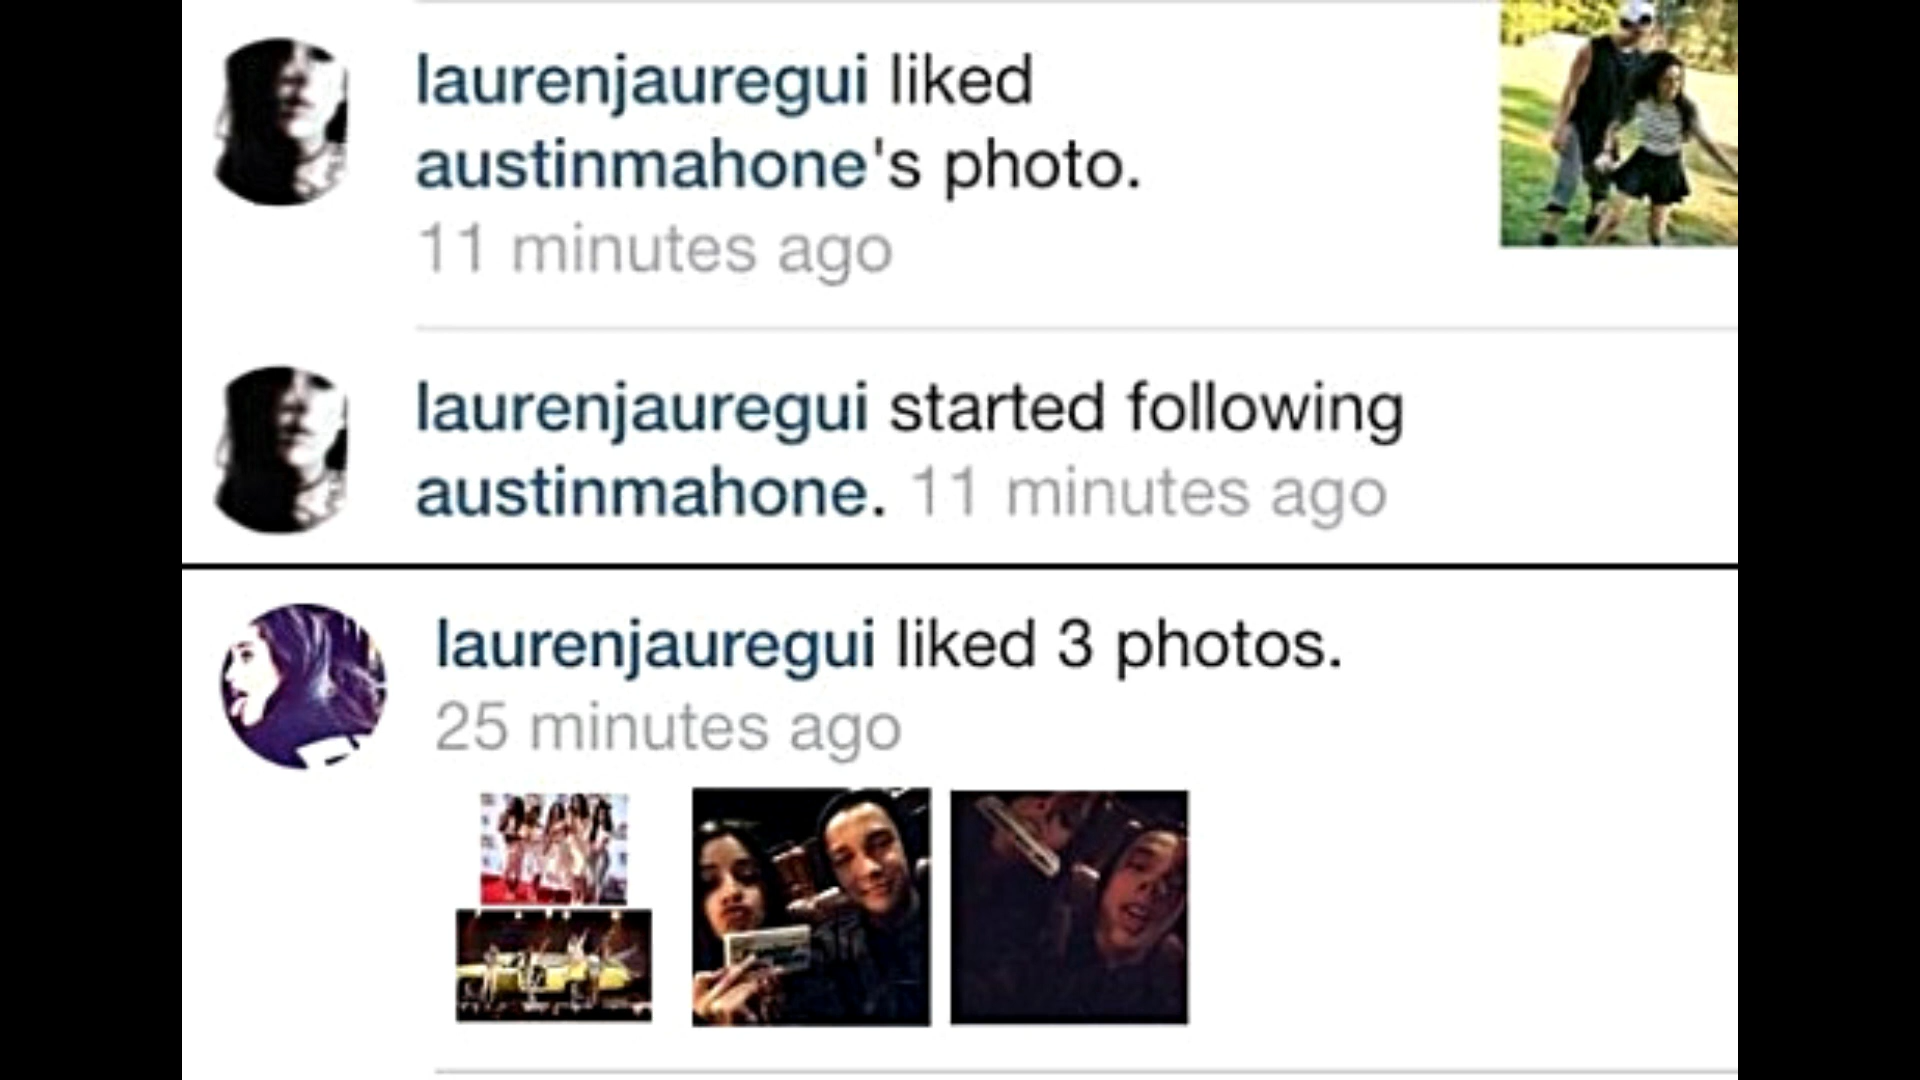 laurenjauregui liked
austinmahone's photo.
11 minutes ago
laurenjauregui started following
austinmahone. 11 minutes ago
laurenjauregui liked 3 photos.
25 minutes ago